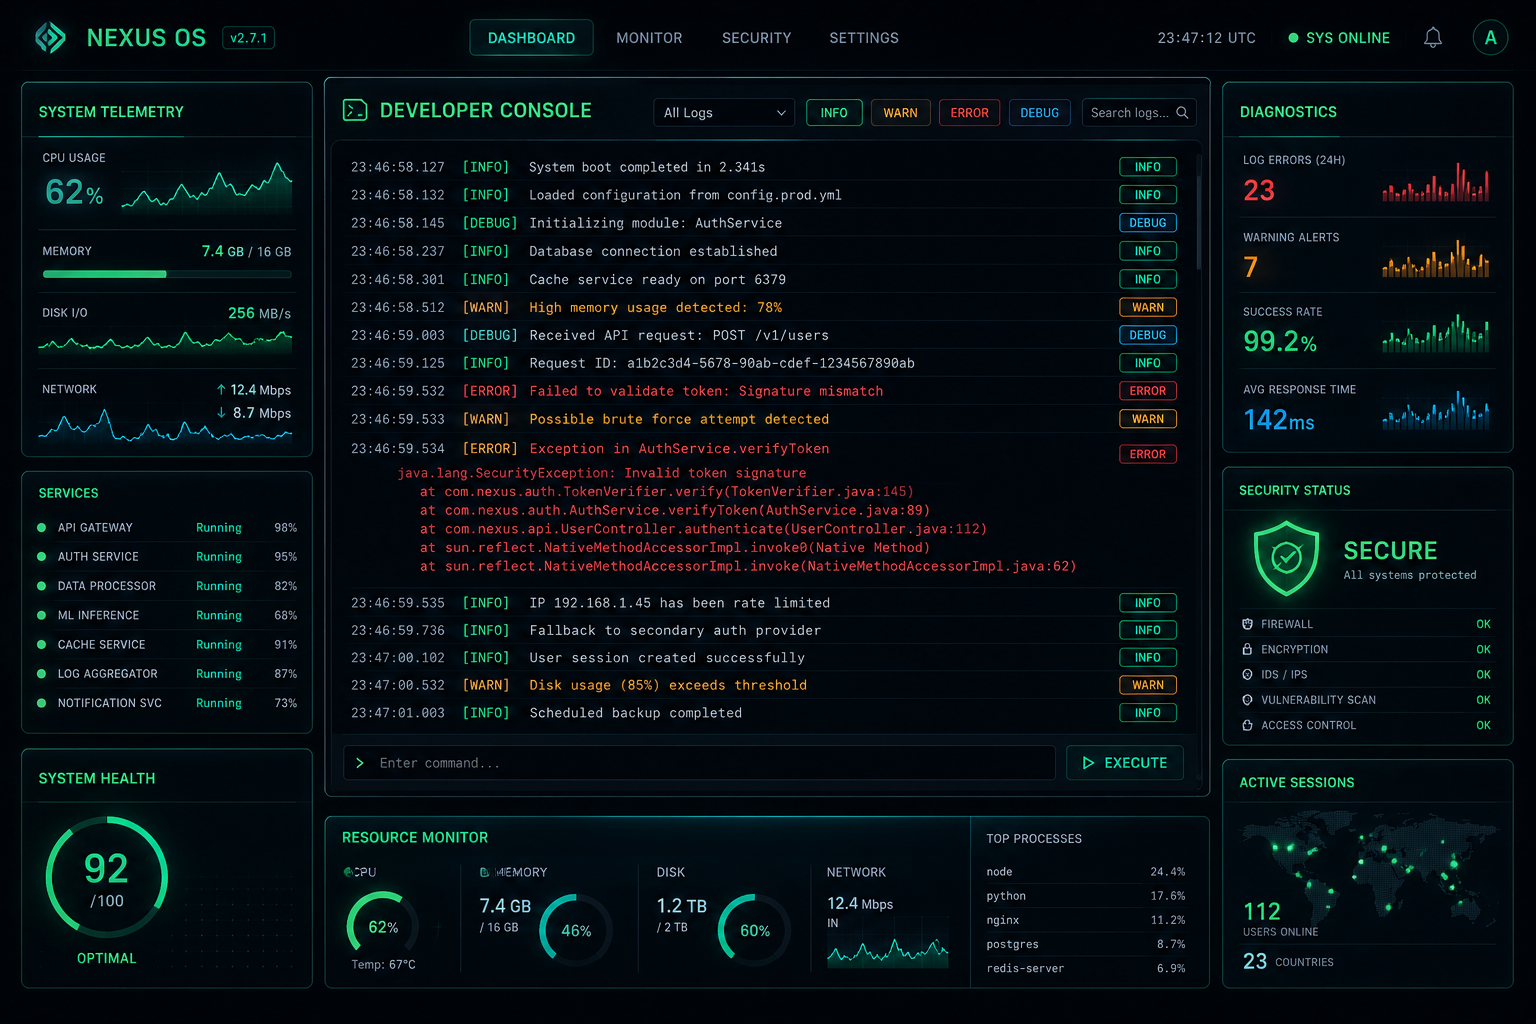 NEXUS OS v2.7.1
DASHBOARD MONITOR SECURITY SETTINGS
23:47:12 UTC SYS ONLINE A
SYSTEM TELEMETRY
CPU USAGE
62%
MEMORY 7.4 GB / 16 GB
DISK I/O 256 MB/s
NETWORK ↑ 12.4 Mbps
↓ 8.7 Mbps
SERVICES
API GATEWAY Running 98%
AUTH SERVICE Running 95%
DATA PROCESSOR Running 82%
ML INFERENCE Running 68%
CACHE SERVICE Running 91%
LOG AGGREGATOR Running 87%
NOTIFICATION SVC Running 73%
SYSTEM HEALTH
92
/100
OPTIMAL
DEVELOPER CONSOLE All Logs INFO WARN ERROR DEBUG Search logs...
23:46:58.127 [INFO] System boot completed in 2.341s INFO
23:46:58.132 [INFO] Loaded configuration from config.prod.yml INFO
23:46:58.145 [DEBUG] Initializing module: AuthService DEBUG
23:46:58.237 [INFO] Database connection established INFO
23:46:58.301 [INFO] Cache service ready on port 6379 INFO
23:46:58.512 [WARN] High memory usage detected: 78% WARN
23:46:59.003 [DEBUG] Received API request: POST /v1/users DEBUG
23:46:59.125 [INFO] Request ID: a1b2c3d4-5678-90ab-cdef-1234567890ab INFO
23:46:59.532 [ERROR] Failed to validate token: Signature mismatch ERROR
23:46:59.533 [WARN] Possible brute force attempt detected WARN
23:46:59.534 [ERROR] Exception in AuthService.verifyToken ERROR
java.lang.SecurityException: Invalid token signature
at com.nexus.auth.TokenVerifier.verify(TokenVerifier.java:145)
at com.nexus.auth.AuthService.verifyToken(AuthService.java:89)
at com.nexus.api.UserController.authenticate(UserController.java:112)
at sun.reflect.NativeMethodAccessorImpl.invoke0(Native Method)
at sun.reflect.NativeMethodAccessorImpl.invoke(NativeMethodAccessorImpl.java:62)
23:46:59.535 [INFO] IP 192.168.1.45 has been rate limited INFO
23:46:59.736 [INFO] Fallback to secondary auth provider INFO
23:47:00.102 [INFO] User session created successfully INFO
23:47:00.532 [WARN] Disk usage (85%) exceeds threshold WARN
23:47:01.003 [INFO] Scheduled backup completed INFO
> Enter command... EXECUTE
RESOURCE MONITOR
CPU
62%
Temp: 67°C
MEMORY
7.4 GB
/ 16 GB
46%
DISK
1.2 TB
/ 2 TB
60%
NETWORK
12.4 Mbps
IN
TOP PROCESSES
node 24.4%
python 17.6%
nginx 11.2%
postgres 8.7%
redis-server 6.9%
DIAGNOSTICS
LOG ERRORS (24H)
23
WARNING ALERTS
7
SUCCESS RATE
99.2%
AVG RESPONSE TIME
142ms
SECURITY STATUS
SECURE
All systems protected
FIREWALL OK
ENCRYPTION OK
IDS / IPS OK
VULNERABILITY SCAN OK
ACCESS CONTROL OK
ACTIVE SESSIONS
112
USERS ONLINE
23 COUNTRIES